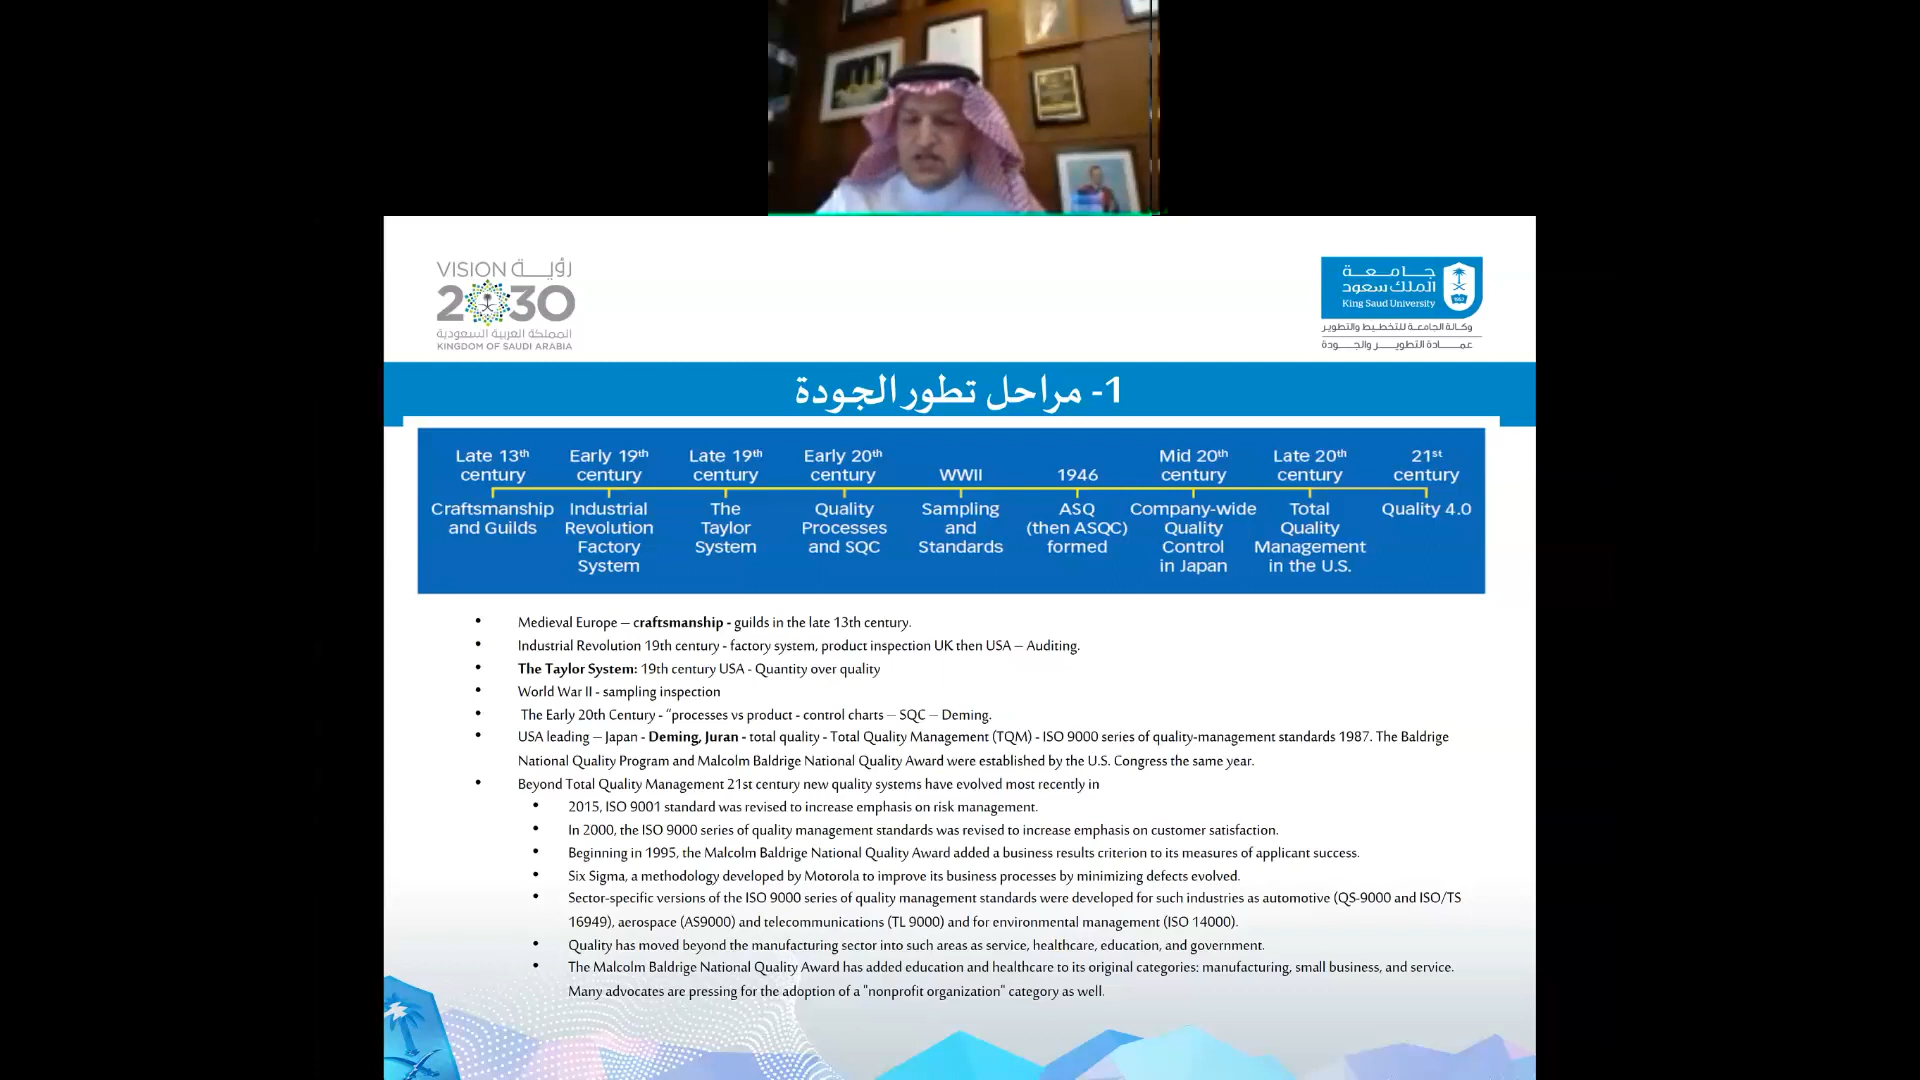 VISION رؤيـــة
2030
المملكة العربية السعودية
KINGDOM OF SAUDI ARABIA
جـــامــعـــة
الملك سعود
King Saud University
1957
وكـالة الجامعـة للتخطـيط والتطويـر
عمـــادة التطويـــر والجـــودة
1- مراحل تطور الجودة
Late 13th century
Craftsmanship and Guilds
Early 19th century
Industrial Revolution Factory System
Late 19th century
The Taylor System
Early 20th century
Quality Processes and SQC
WWII
Sampling and Standards
1946
ASQ (then ASQC) formed
Mid 20th century
Company-wide Quality Control in Japan
Late 20th century
Total Quality Management in the U.S.
21st century
Quality 4.0
• Medieval Europe – craftsmanship - guilds in the late 13th century.
• Industrial Revolution 19th century - factory system, product inspection UK then USA – Auditing.
• The Taylor System: 19th century USA - Quantity over quality
• World War II - sampling inspection
• The Early 20th Century - “processes vs product - control charts – SQC – Deming.
• USA leading – Japan - Deming, Juran - total quality - Total Quality Management (TQM) - ISO 9000 series of quality-management standards 1987. The Baldrige
National Quality Program and Malcolm Baldrige National Quality Award were established by the U.S. Congress the same year.
• Beyond Total Quality Management 21st century new quality systems have evolved most recently in
• 2015, ISO 9001 standard was revised to increase emphasis on risk management.
• In 2000, the ISO 9000 series of quality management standards was revised to increase emphasis on customer satisfaction.
• Beginning in 1995, the Malcolm Baldrige National Quality Award added a business results criterion to its measures of applicant success.
• Six Sigma, a methodology developed by Motorola to improve its business processes by minimizing defects evolved.
• Sector-specific versions of the ISO 9000 series of quality management standards were developed for such industries as automotive (QS-9000 and ISO/TS
16949), aerospace (AS9000) and telecommunications (TL 9000) and for environmental management (ISO 14000).
• Quality has moved beyond the manufacturing sector into such areas as service, healthcare, education, and government.
• The Malcolm Baldrige National Quality Award has added education and healthcare to its original categories: manufacturing, small business, and service.
Many advocates are pressing for the adoption of a "nonprofit organization" category as well.